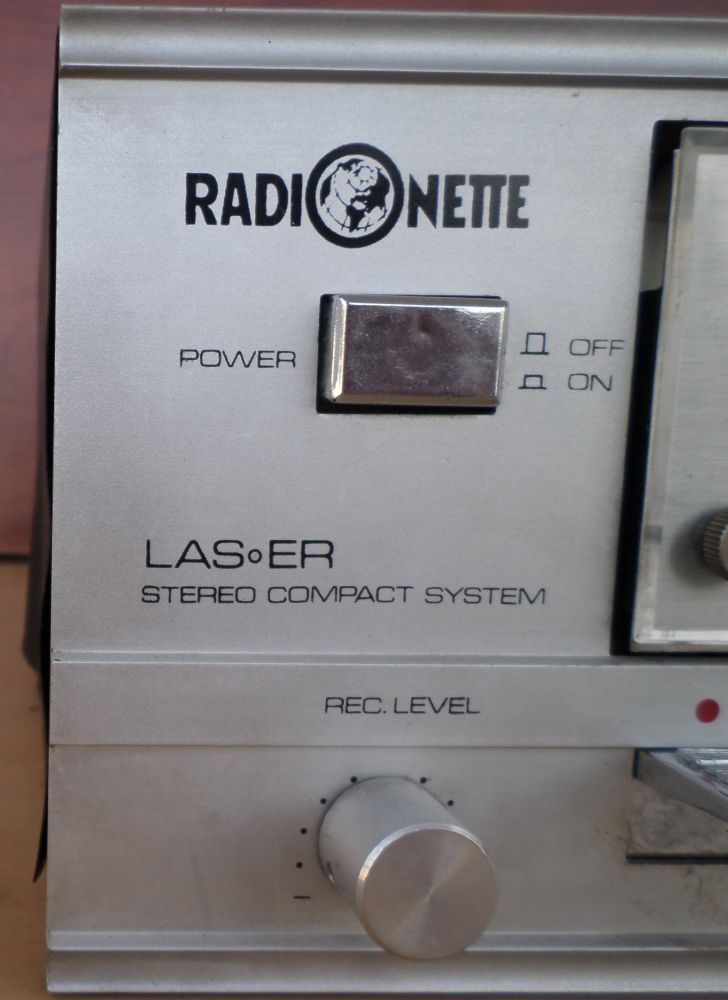 RADIONETTE
POWER
OFF
ON
LAS∘ER
STEREO COMPACT SYSTEM
REC. LEVEL